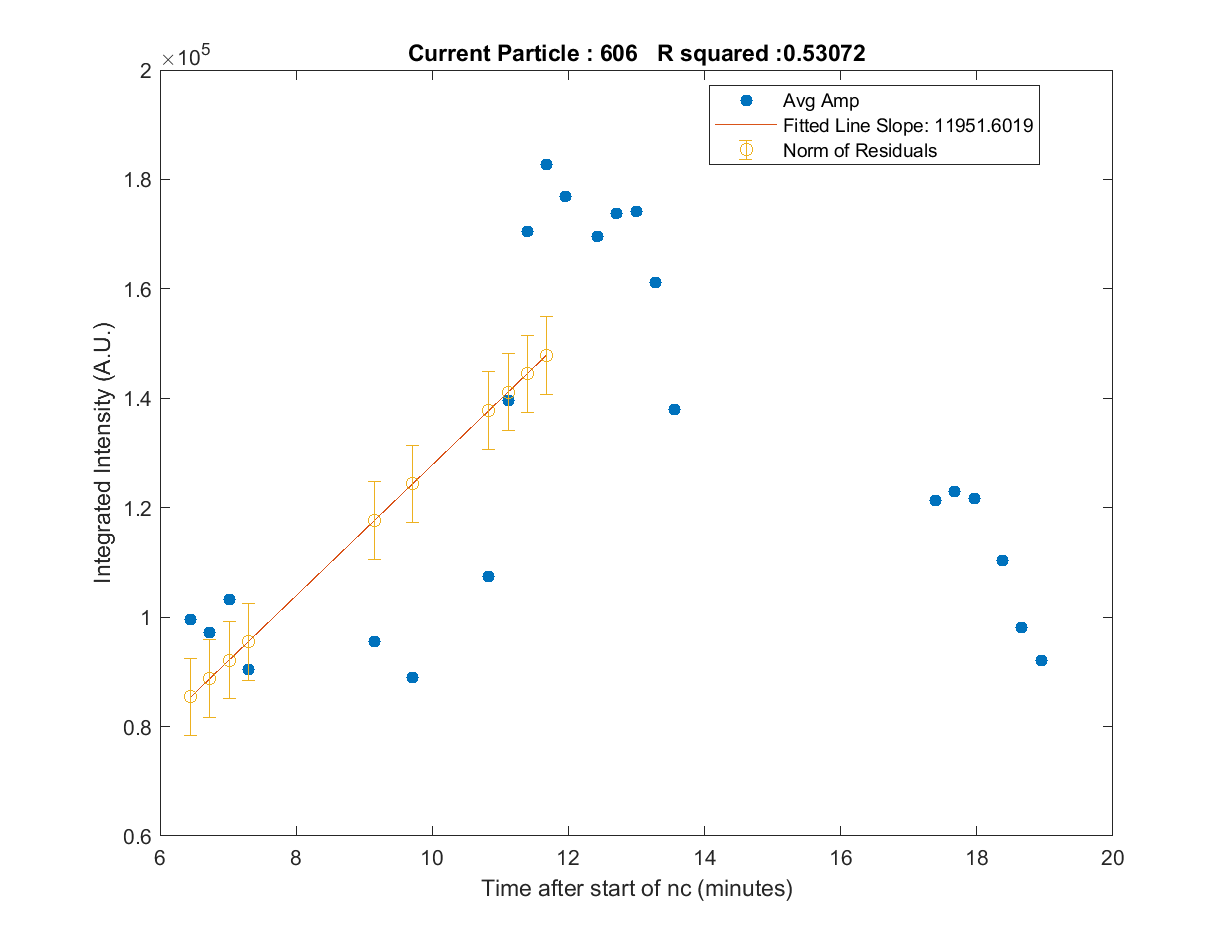 Current Particle : 606 R squared :0.53072
×10^5
2
1.8
1.6
1.4
1.2
1
0.8
0.6
Integrated Intensity (A.U.)
Avg Amp
Fitted Line Slope: 11951.6019
Norm of Residuals
6 8 10 12 14 16 18 20
Time after start of nc (minutes)